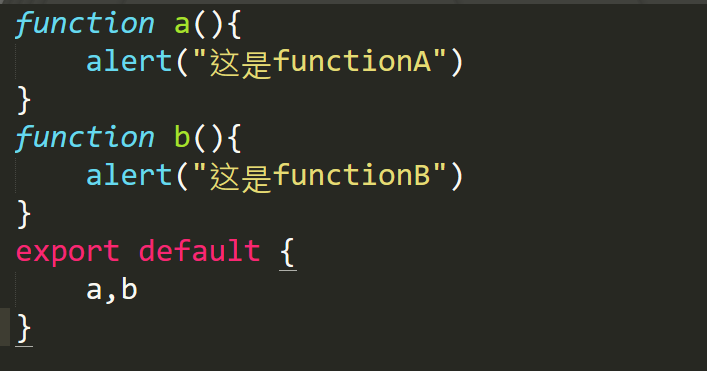 function a(){
    alert("这是functionA")
}
function b(){
    alert("这是functionB")
}
export default {
    a,b
}